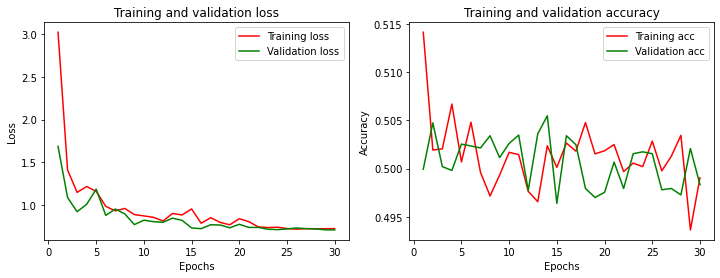 Training and validation loss
Training loss
Validation loss
3.0
2.5
2.0
1.5
1.0
Loss
0 5 10 15 20 25 30
Epochs
Training and validation accuracy
Training acc
Validation acc
0.515
0.510
0.505
0.500
0.495
Accuracy
0 5 10 15 20 25 30
Epochs